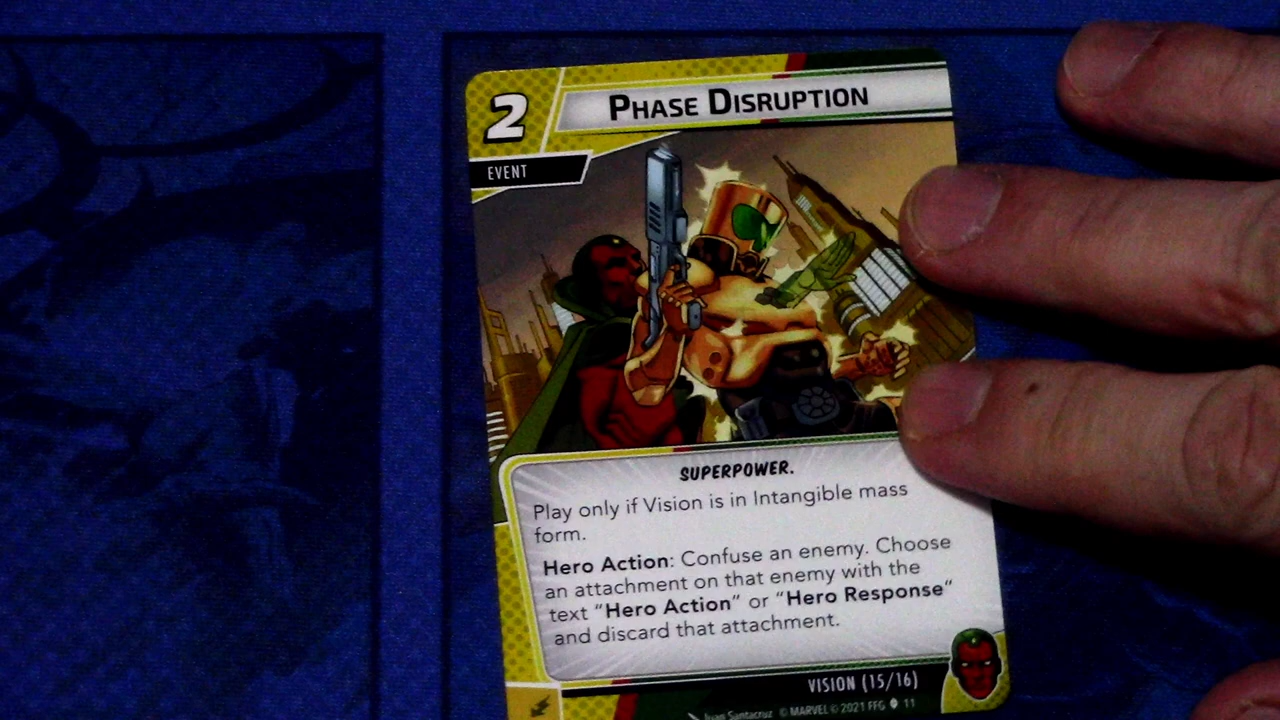 2
PHASE DISRUPTION
EVENT
SUPERPOWER.
Play only if Vision is in Intangible mass
form.
Hero Action: Confuse an enemy. Choose
an attachment on that enemy with the
text “Hero Action” or “Hero Response”
and discard that attachment.
VISION (15/16)
Juan Santacruz © MARVEL © 2021 FFG 11